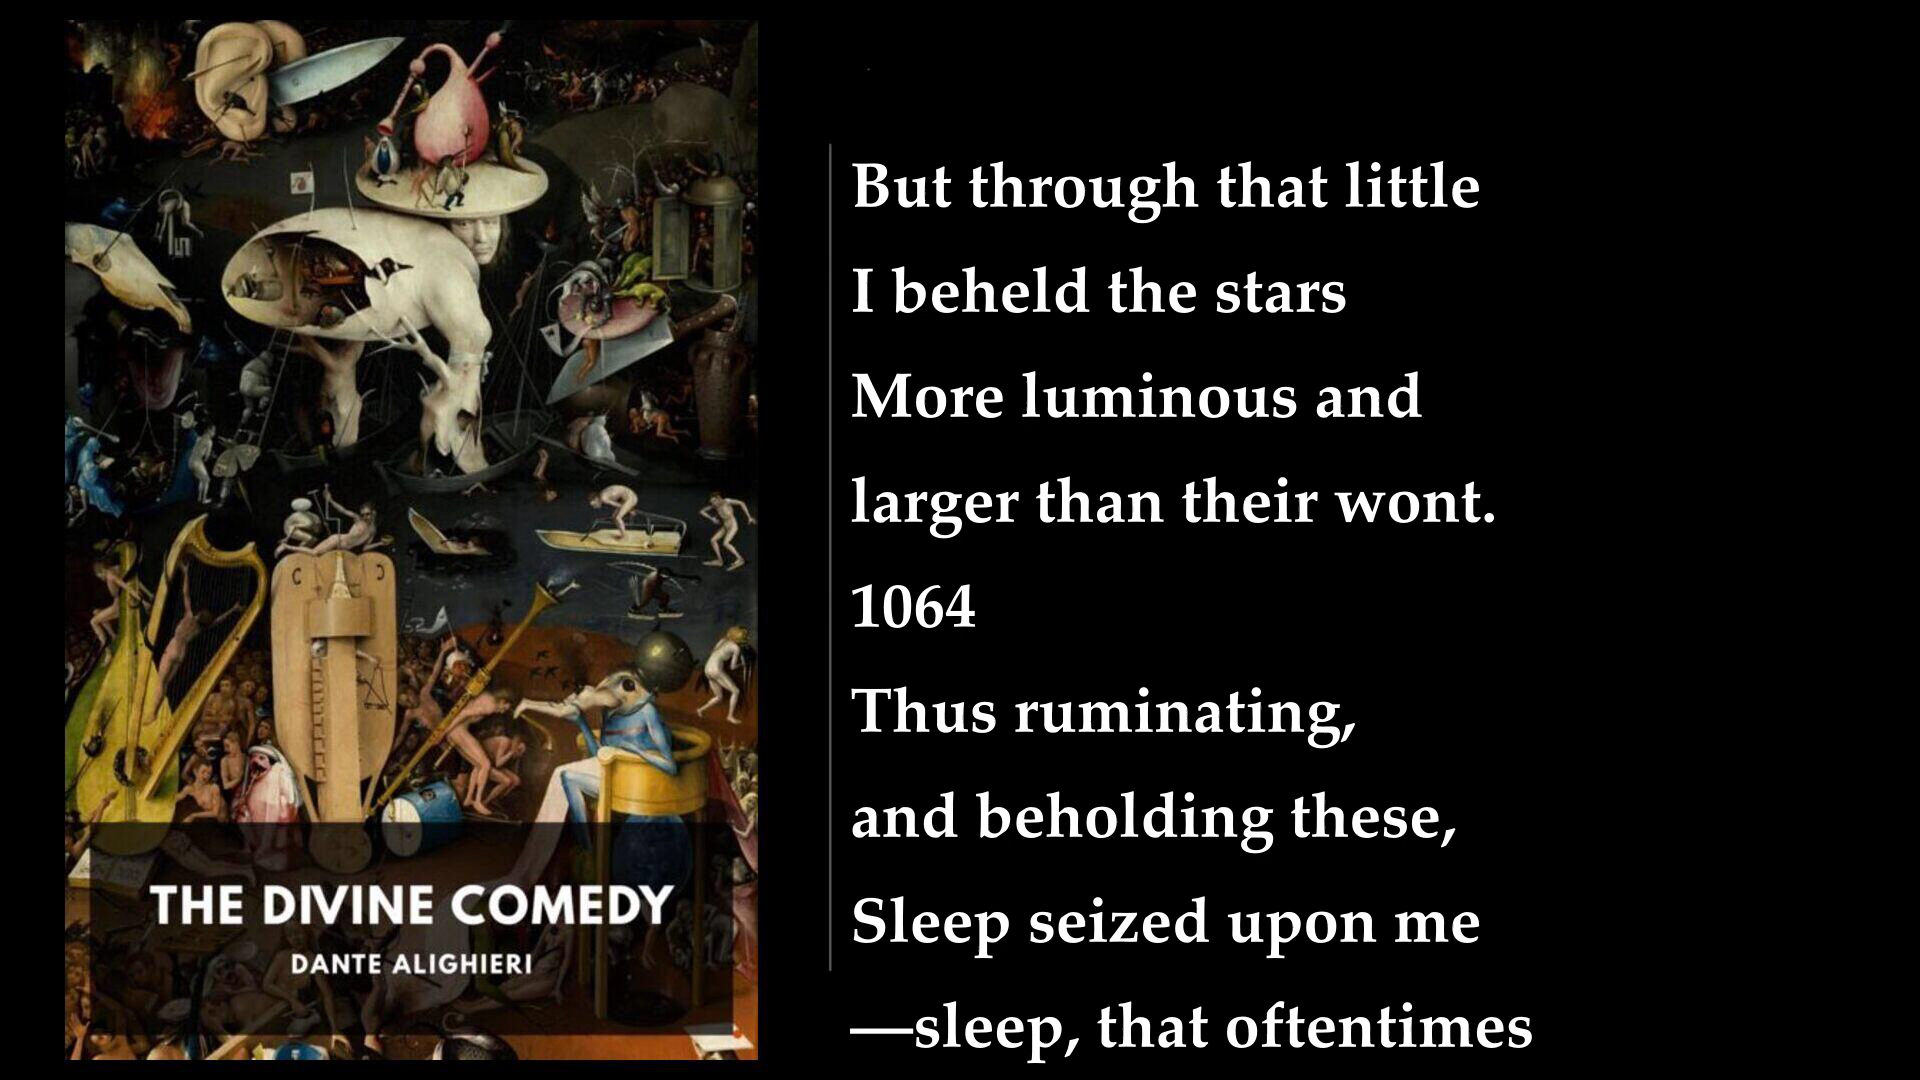 THE DIVINE COMEDY
DANTE ALIGHIERI
But through that little
I beheld the stars
More luminous and
larger than their wont.
1064
Thus ruminating,
and beholding these,
Sleep seized upon me
—sleep, that oftentimes